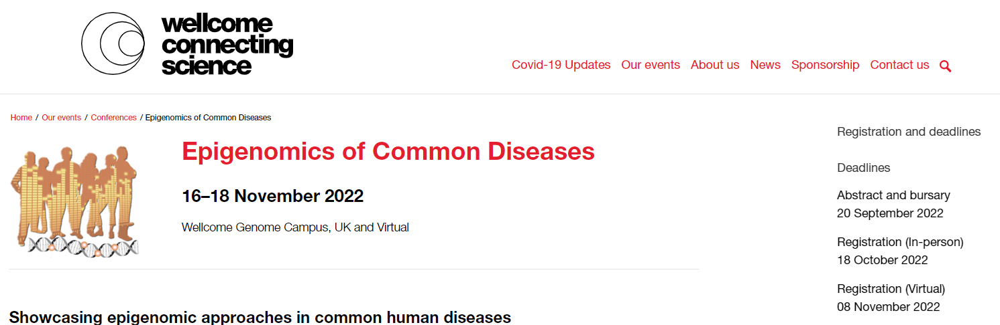 wellcome
connecting
science
Covid-19 Updates Our events About us News Sponsorship Contact us
Home / Our events / Conferences / Epigenomics of Common Diseases
Epigenomics of Common Diseases
16–18 November 2022
Wellcome Genome Campus, UK and Virtual
Showcasing epigenomic approaches in common human diseases
Registration and deadlines
Deadlines
Abstract and bursary
20 September 2022
Registration (In-person)
18 October 2022
Registration (Virtual)
08 November 2022